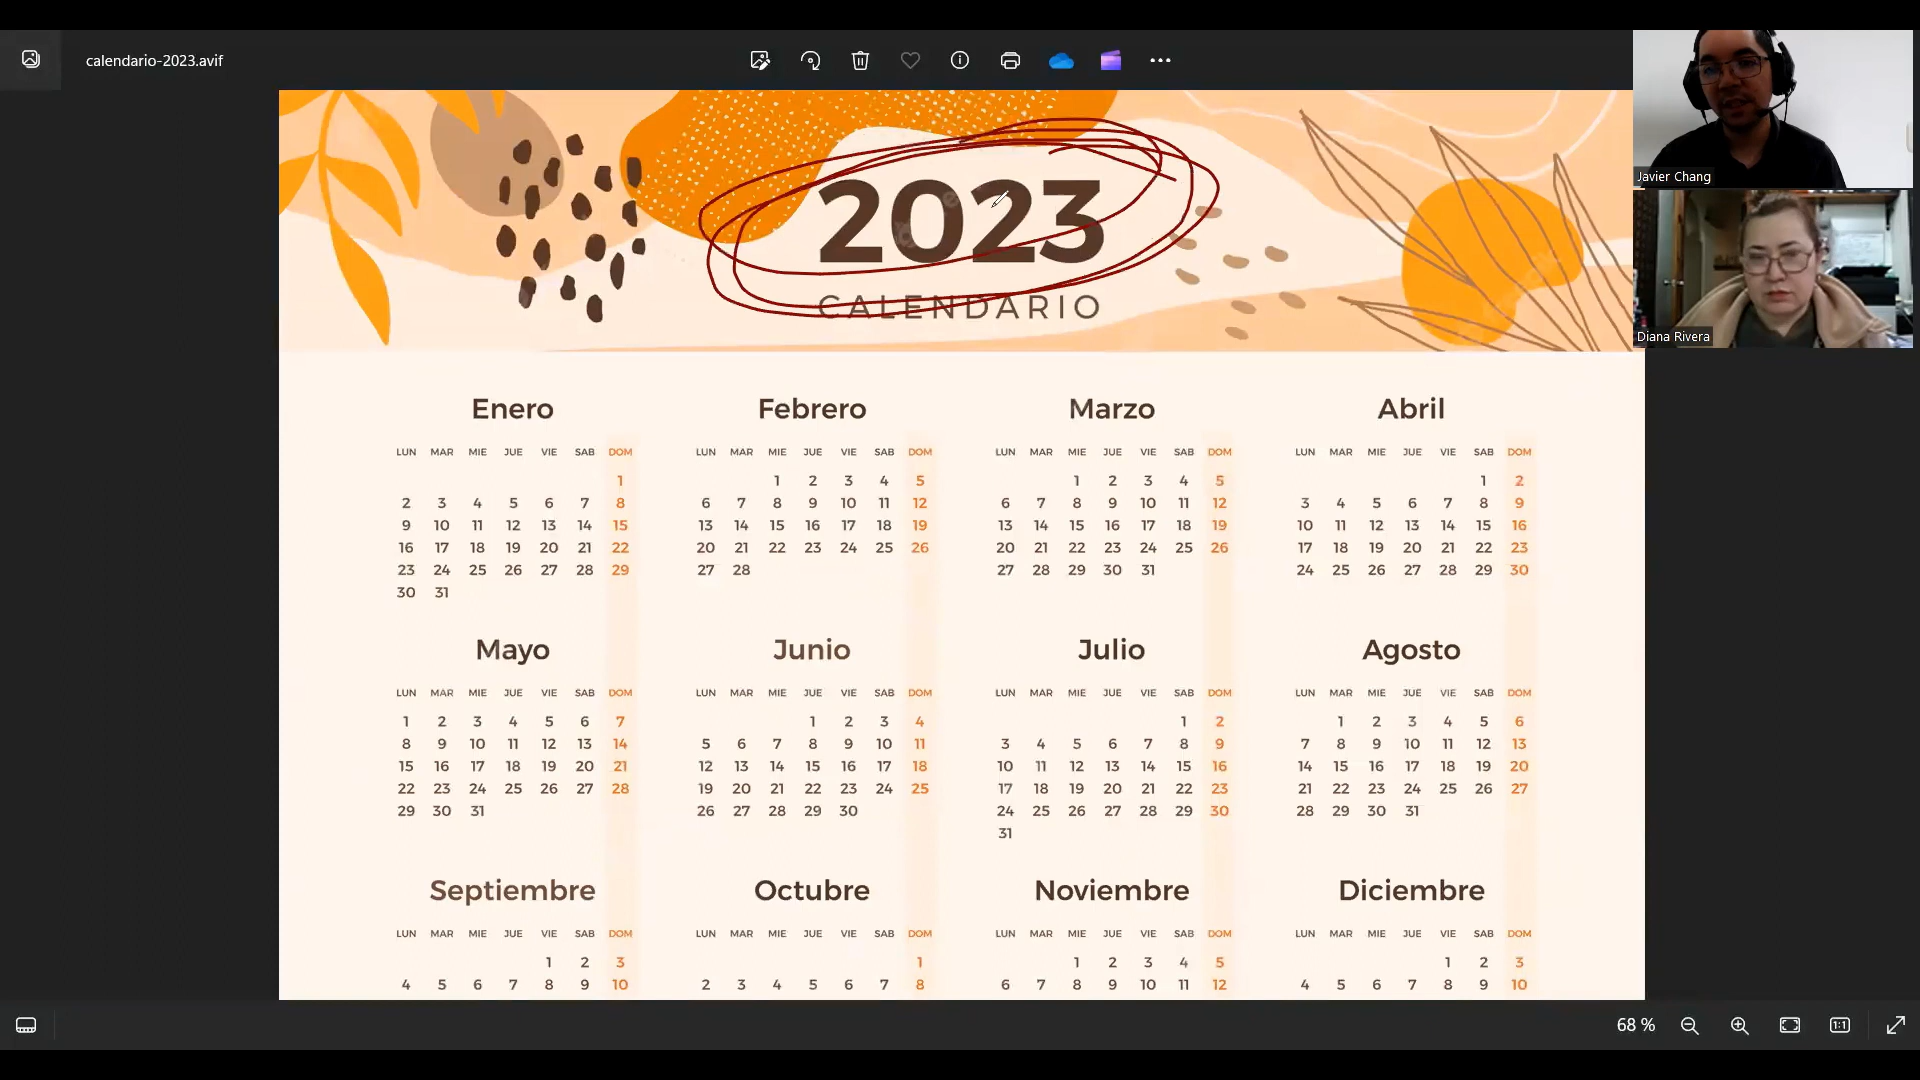 calendario-2023.avif
Javier Chang
Diana Rivera
2023
CALENDARIO
Enero Febrero Marzo Abril
LUN MAR MIE JUE VIE SAB DOM LUN MAR MIE JUE VIE SAB DOM LUN MAR MIE JUE VIE SAB DOM LUN MAR MIE JUE VIE SAB DOM
1 1 2 3 4 5 1 2 3 4 5 1 2
2 3 4 5 6 7 8 6 7 8 9 10 11 12 6 7 8 9 10 11 12 3 4 5 6 7 8 9
9 10 11 12 13 14 15 13 14 15 16 17 18 19 13 14 15 16 17 18 19 10 11 12 13 14 15 16
16 17 18 19 20 21 22 20 21 22 23 24 25 26 20 21 22 23 24 25 26 17 18 19 20 21 22 23
23 24 25 26 27 28 29 27 28 27 28 29 30 31 24 25 26 27 28 29 30
30 31
Mayo Junio Julio Agosto
LUN MAR MIE JUE VIE SAB DOM LUN MAR MIE JUE VIE SAB DOM LUN MAR MIE JUE VIE SAB DOM LUN MAR MIE JUE VIE SAB DOM
1 2 3 4 5 6 7 1 2 3 4 1 2 1 2 3 4 5 6
8 9 10 11 12 13 14 5 6 7 8 9 10 11 3 4 5 6 7 8 9 7 8 9 10 11 12 13
15 16 17 18 19 20 21 12 13 14 15 16 17 18 10 11 12 13 14 15 16 14 15 16 17 18 19 20
22 23 24 25 26 27 28 19 20 21 22 23 24 25 17 18 19 20 21 22 23 21 22 23 24 25 26 27
29 30 31 26 27 28 29 30 24 25 26 27 28 29 30 28 29 30 31
31
Septiembre Octubre Noviembre Diciembre
LUN MAR MIE JUE VIE SAB DOM LUN MAR MIE JUE VIE SAB DOM LUN MAR MIE JUE VIE SAB DOM LUN MAR MIE JUE VIE SAB DOM
1 2 3 1 1 2 3 4 5 1 2 3
4 5 6 7 8 9 10 2 3 4 5 6 7 8 6 7 8 9 10 11 12 4 5 6 7 8 9 10
68 %
1:1